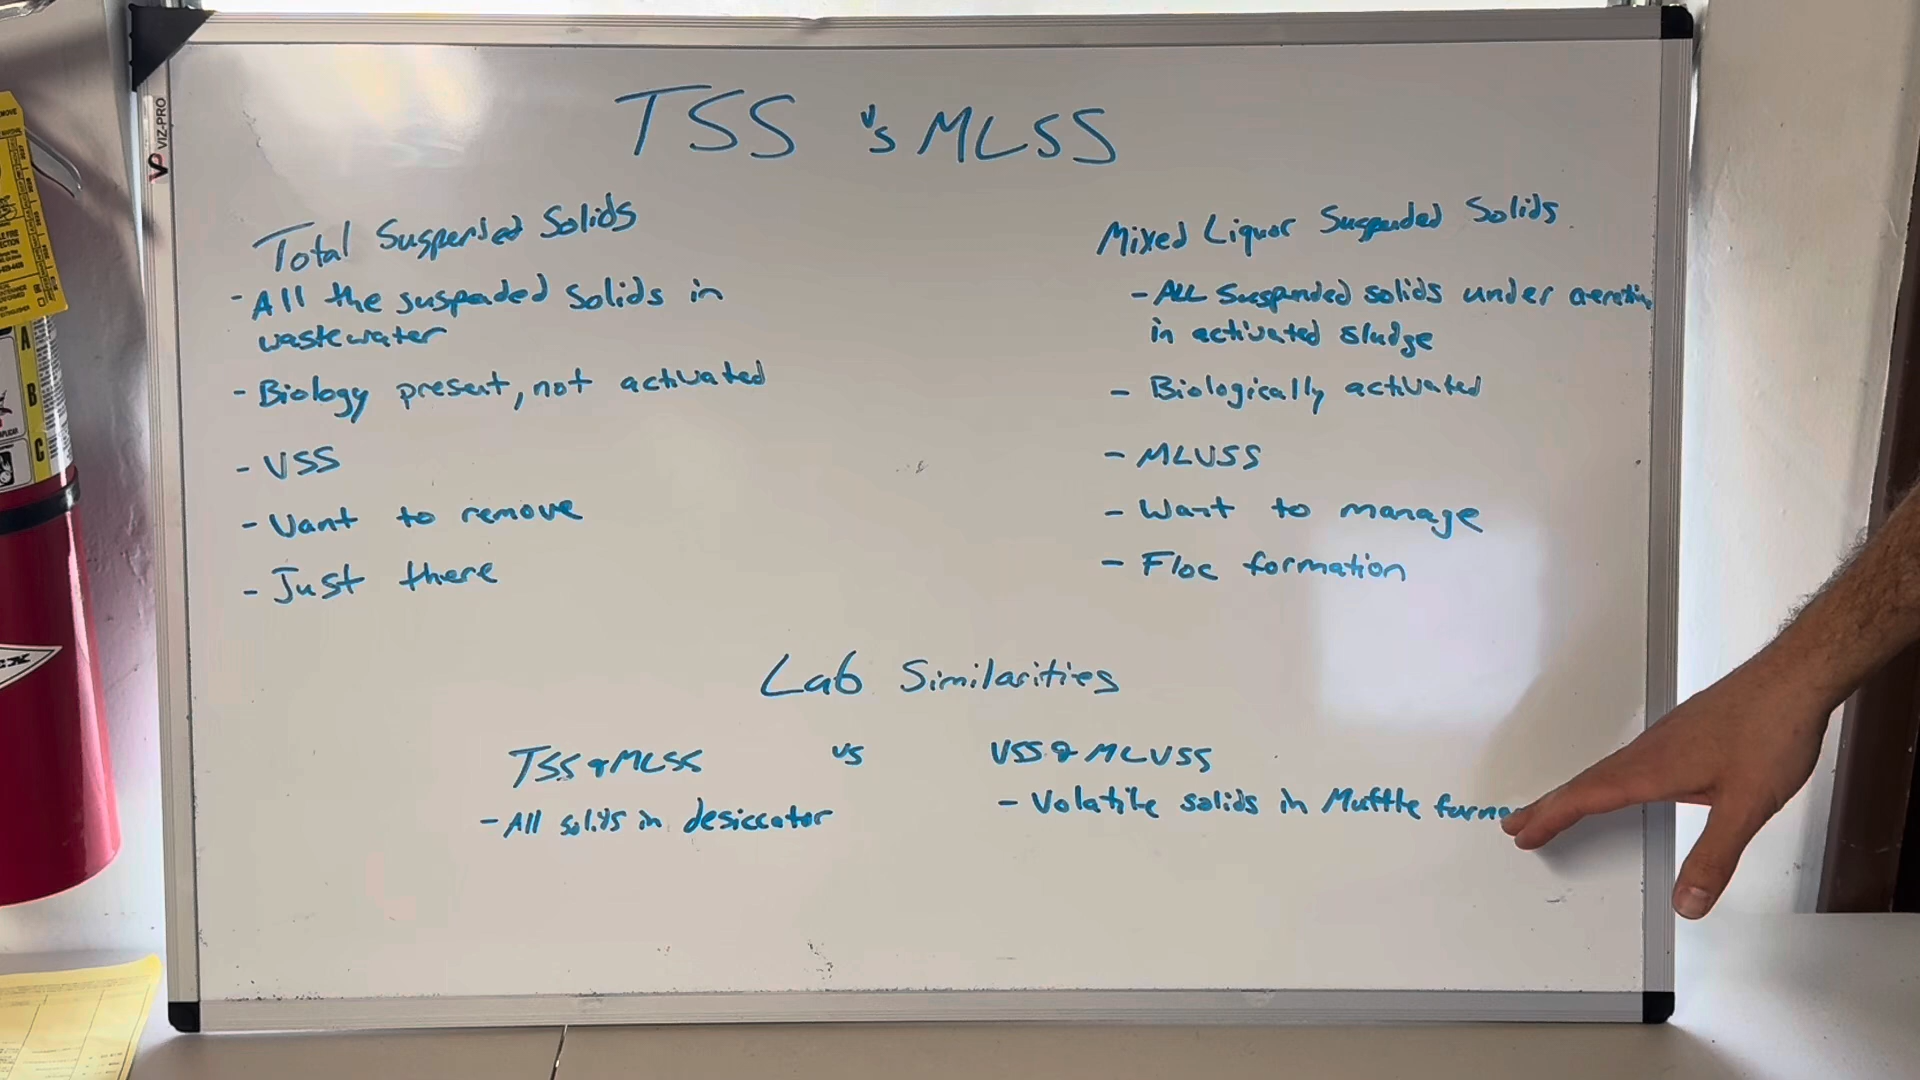 TSS vs MLSS
VIZ-PRO
Total Suspended Solids
- All the suspended solids in
wastewater
- Biology present, not activated
- VSS
- Want to remove
- Just there
Mixed Liquor Suspended Solids
- ALL Suspended solids under aeration
in activated sludge
- Biologically activated
- MLVSS
- Want to manage
- Floc formation
Lab Similarities
TSS & MLSS vs VSS & MLVSS
- All solids in desiccator
- Volatile solids in Muffle furna
A
B
C